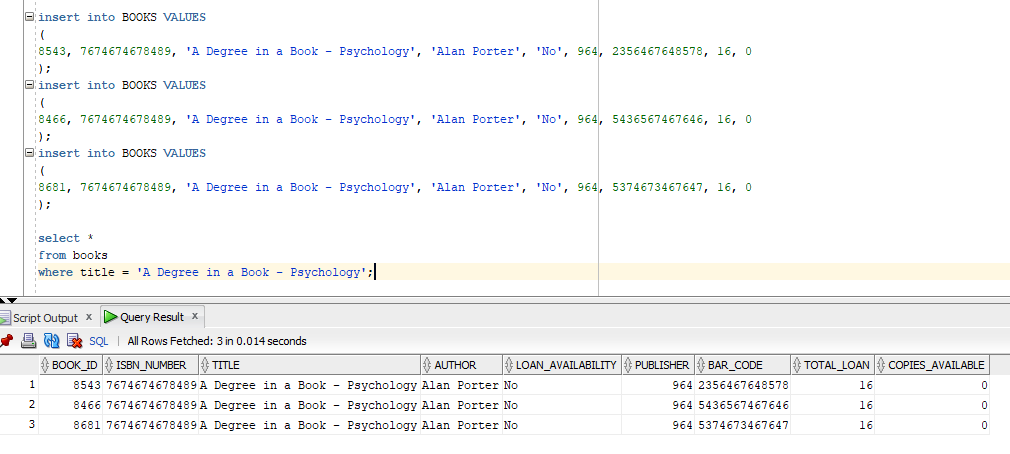 insert into BOOKS VALUES
(
8543, 7674674678489, 'A Degree in a Book - Psychology', 'Alan Porter', 'No', 964, 2356467648578, 16, 0
);
insert into BOOKS VALUES
(
8466, 7674674678489, 'A Degree in a Book - Psychology', 'Alan Porter', 'No', 964, 5436567467646, 16, 0
);
insert into BOOKS VALUES
(
8681, 7674674678489, 'A Degree in a Book - Psychology', 'Alan Porter', 'No', 964, 5374673467647, 16, 0
);
select *
from books
where title = 'A Degree in a Book - Psychology';
Script Output x Query Result x
SQL | All Rows Fetched: 3 in 0.014 seconds
BOOK_ID ISBN_NUMBER TITLE AUTHOR LOAN_AVAILABILITY PUBLISHER BAR_CODE TOTAL_LOAN COPIES_AVAILABLE
1 8543 7674674678489 A Degree in a Book - Psychology Alan Porter No 964 2356467648578 16 0
2 8466 7674674678489 A Degree in a Book - Psychology Alan Porter No 964 5436567467646 16 0
3 8681 7674674678489 A Degree in a Book - Psychology Alan Porter No 964 5374673467647 16 0